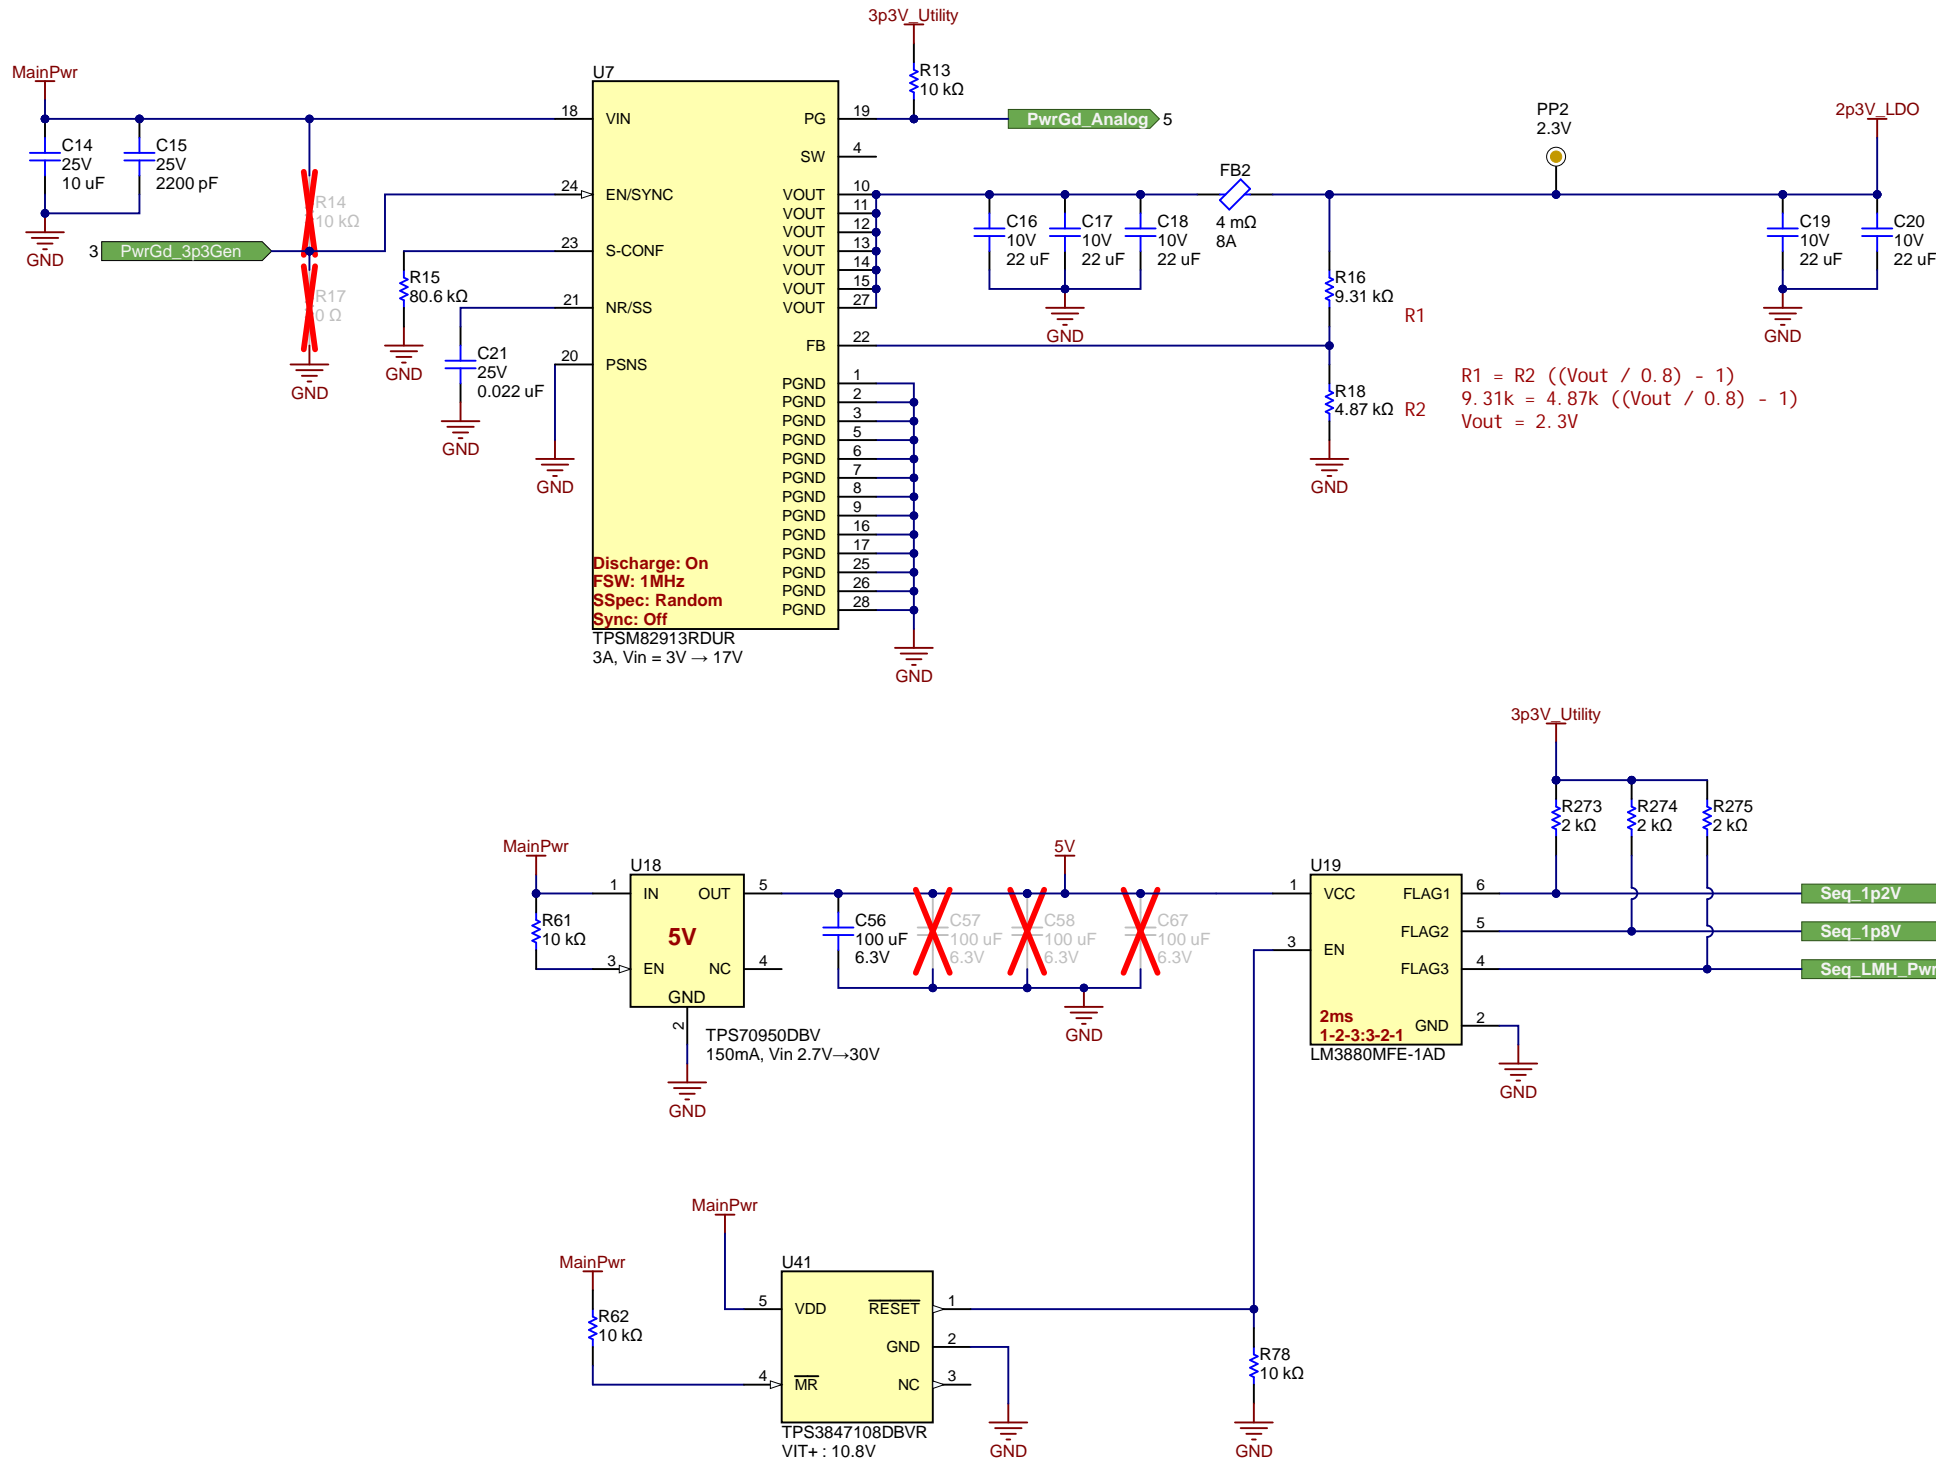 3p3V_Utility
MainPwr
U7
R13
10 kΩ
18
VIN
PG
19
PwrGd_Analog
5
C14
25V
10 uF
C15
25V
2200 pF
SW
4
PP2
2.3V
2p3V_LDO
R14
10 kΩ
24
EN/SYNC
VOUT
10
VOUT
11
VOUT
12
VOUT
13
VOUT
14
VOUT
15
VOUT
27
FB2
4 mΩ
8A
C16
10V
22 uF
C17
10V
22 uF
C18
10V
22 uF
C19
10V
22 uF
C20
10V
22 uF
GND
3
PwrGd_3p3Gen
23
S-CONF
R15
80.6 kΩ
R17
0 Ω
21
NR/SS
R16
9.31 kΩ
R1
GND
GND
FB
22
20
PSNS
C21
25V
0.022 uF
GND
GND
GND
GND
R18
4.87 kΩ
R2
GND
R1 = R2 ((Vout / 0.8) - 1)
9.31k = 4.87k ((Vout / 0.8) - 1)
Vout = 2.3V
PGND
1
PGND
2
PGND
3
PGND
5
PGND
6
PGND
7
PGND
8
PGND
9
PGND
16
PGND
17
PGND
25
PGND
26
PGND
28
GND
Discharge: On
FSW: 1MHz
SSpec: Random
Sync: Off
TPSM82913RDUR
3A, Vin = 3V → 17V
3p3V_Utility
R273
2 kΩ
R274
2 kΩ
R275
2 kΩ
MainPwr
U18
1
IN
OUT
5
R61
10 kΩ
5V
3
EN
NC
4
GND
2
TPS70950DBV
150mA, Vin 2.7V→30V
GND
5V
C56
100 uF
6.3V
C57
100 uF
6.3V
C58
100 uF
6.3V
C67
100 uF
6.3V
GND
U19
1
VCC
FLAG1
6
Seq_1p2V
FLAG2
5
Seq_1p8V
3
EN
FLAG3
4
Seq_LMH_Pwr
2ms
1-2-3:3-2-1
GND
2
LM3880MFE-1AD
GND
MainPwr
MainPwr
U41
R62
10 kΩ
5
VDD
RESET
1
GND
2
4
MR
NC
3
TPS3847108DBVR
VIT+ : 10.8V
GND
R78
10 kΩ
GND